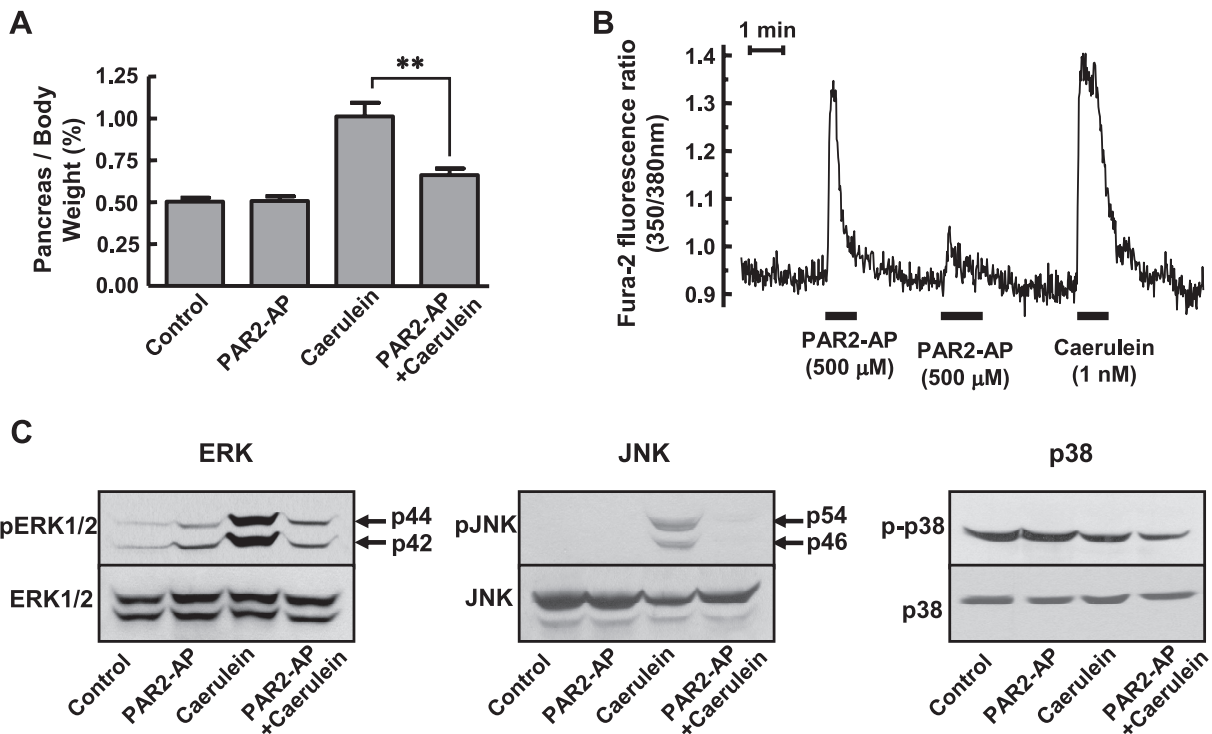 A
Pancreas / Body
Weight (%)
1.25
1.00
0.75
0.50
0.25
0.00
**
Control
PAR2-AP
Caerulein
PAR2-AP
+Caerulein
B
1 min
Fura-2 fluorescence ratio
(350/380nm)
1.4
1.3
1.2
1.1
1.0
0.9
PAR2-AP
(500 μM)
PAR2-AP
(500 μM)
Caerulein
(1 nM)
C
ERK
pERK1/2
p44
p42
ERK1/2
Control
PAR2-AP
Caerulein
PAR2-AP
+Caerulein
JNK
pJNK
p54
p46
JNK
Control
PAR2-AP
Caerulein
PAR2-AP
+Caerulein
p38
p-p38
p38
Control
PAR2-AP
Caerulein
PAR2-AP
+Caerulein